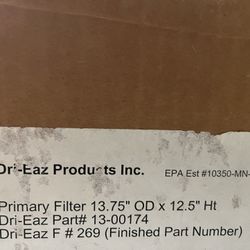 Dri-Eaz Products Inc. EPA Est #10350-MN-
Primary Filter 13.75" OD x 12.5" Ht
Dri-Eaz Part# 13-00174
Dri-Eaz F # 269 (Finished Part Number)